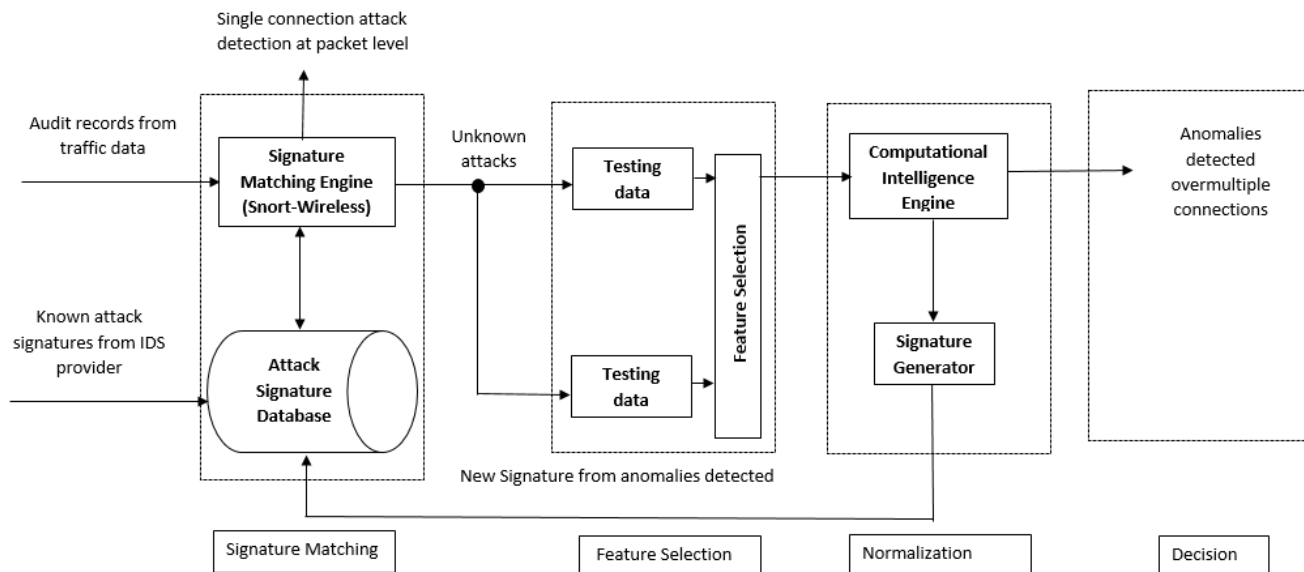 Single connection attack
detection at packet level
Audit records from
traffic data
Signature
Matching Engine
(Snort-Wireless)
Unknown
attacks
Testing
data
Feature Selection
Computational
Intelligence
Engine
Anomalies
detected
overmultiple
connections
Known attack
signatures from IDS
provider
Attack
Signature
Database
Testing
data
Signature
Generator
New Signature from anomalies detected
Signature Matching
Feature Selection
Normalization
Decision